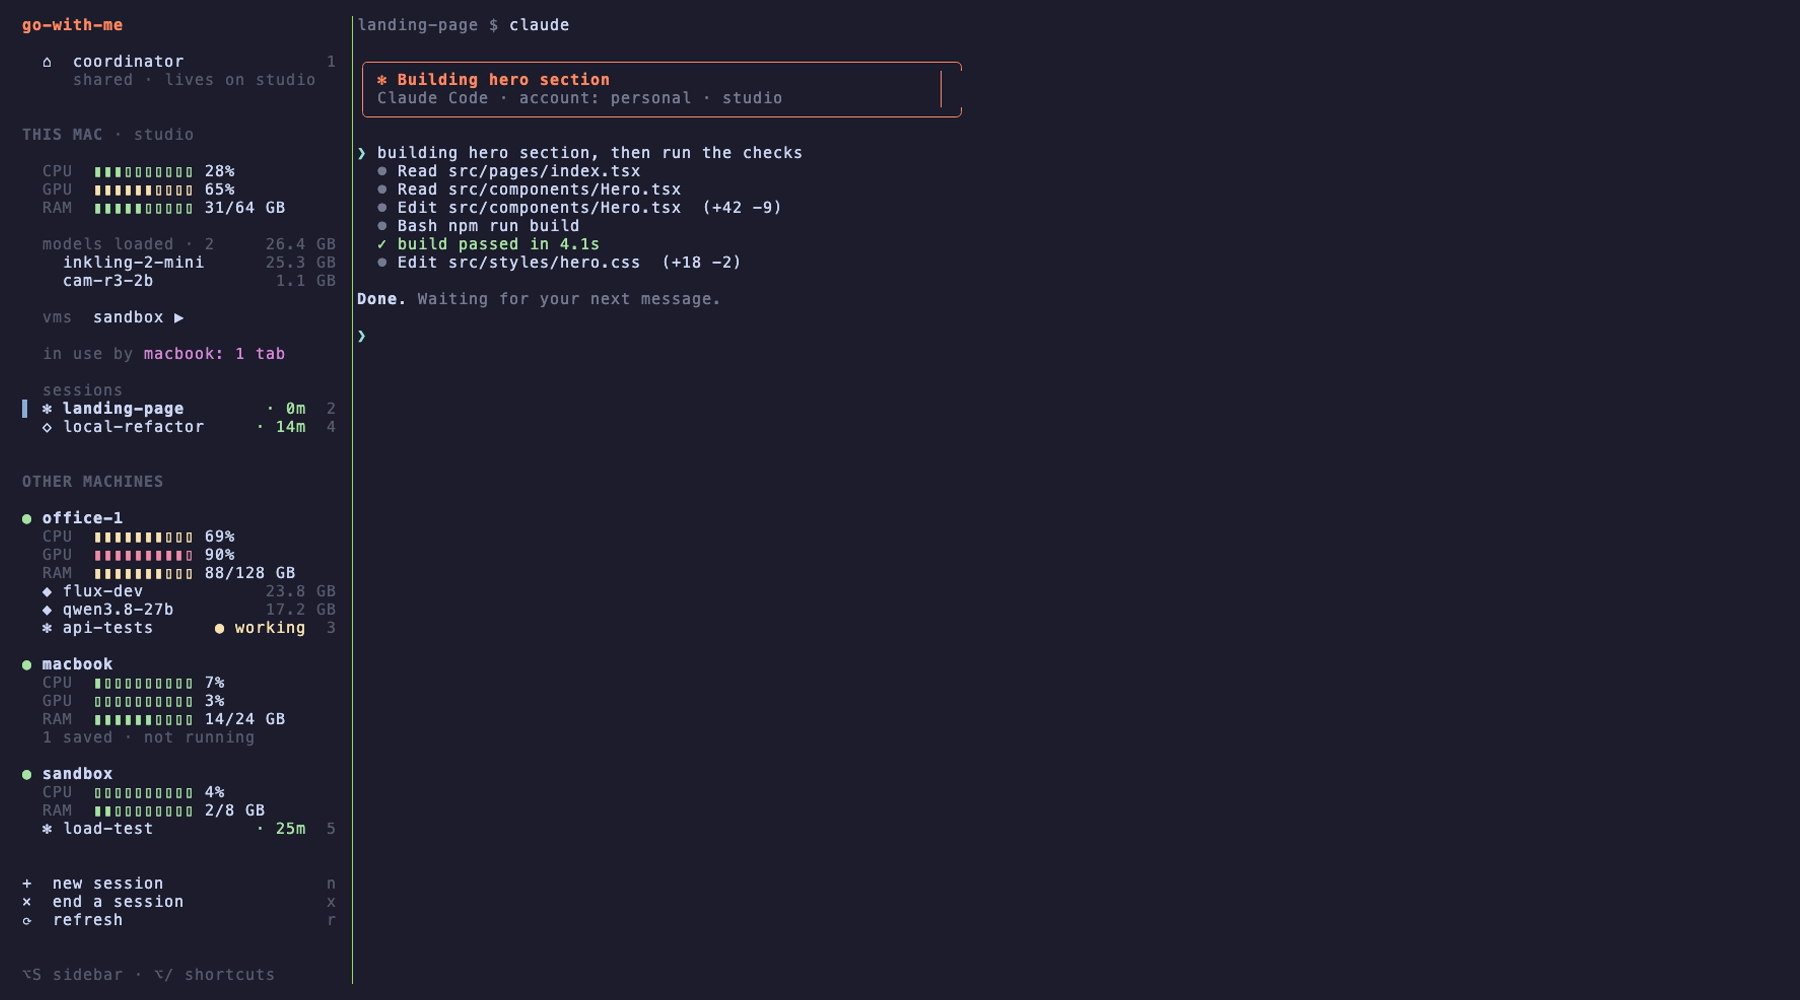 go-with-me
⌂ coordinator 1
shared · lives on studio
THIS MAC · studio
CPU ▮▮▮▯▯▯▯▯▯▯ 28%
GPU ▮▮▮▮▮▮▯▯▯▯ 65%
RAM ▮▮▮▮▮▯▯▯▯▯ 31/64 GB
models loaded · 2 26.4 GB
inkling-2-mini 25.3 GB
cam-r3-2b 1.1 GB
vms sandbox ▶
in use by macbook: 1 tab
sessions
✻ landing-page · 0m 2
◇ local-refactor · 14m 4
OTHER MACHINES
● office-1
CPU ▮▮▮▮▮▮▮▯▯▯ 69%
GPU ▮▮▮▮▮▮▮▮▮▯ 90%
RAM ▮▮▮▮▮▮▮▯▯▯ 88/128 GB
◆ flux-dev 23.8 GB
◆ qwen3.8-27b 17.2 GB
✻ api-tests ● working 3
● macbook
CPU ▮▯▯▯▯▯▯▯▯▯ 7%
GPU ▯▯▯▯▯▯▯▯▯▯ 3%
RAM ▮▮▮▮▮▮▯▯▯▯ 14/24 GB
1 saved · not running
● sandbox
CPU ▯▯▯▯▯▯▯▯▯▯ 4%
RAM ▮▮▯▯▯▯▯▯▯▯ 2/8 GB
✻ load-test · 25m 5
+ new session n
× end a session x
⟳ refresh r
⌥S sidebar · ⌥/ shortcuts
landing-page $ claude
✻ Building hero section
Claude Code · account: personal · studio
❯ building hero section, then run the checks
● Read src/pages/index.tsx
● Read src/components/Hero.tsx
● Edit src/components/Hero.tsx (+42 -9)
● Bash npm run build
✓ build passed in 4.1s
● Edit src/styles/hero.css (+18 -2)
Done. Waiting for your next message.
❯